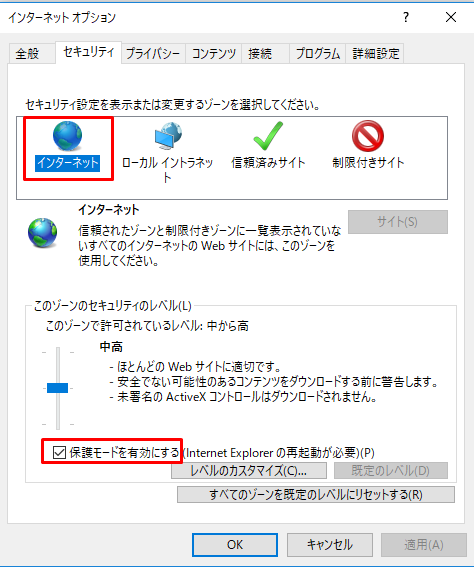 インターネット オプション
? ×
全般 セキュリティ プライバシー コンテンツ 接続 プログラム 詳細設定
セキュリティ設定を表示または変更するゾーンを選択してください。
インターネット ローカル イントラネッ 信頼済みサイト 制限付きサイト
ト
インターネット
サイト(S)
信頼されたゾーンと制限付きゾーンに一覧表示されていな
いすべてのインターネットの Web サイトには、このゾーンを
使用してください。
このゾーンのセキュリティのレベル(L)
このゾーンで許可されているレベル: 中から高
中高
- ほとんどの Web サイトに適切です。
- 安全でない可能性のあるコンテンツをダウンロードする前に警告します。
- 未署名の ActiveX コントロールはダウンロードされません。
保護モードを有効にする (Internet Explorer の再起動が必要)(P)
レベルのカスタマイズ(C)... 既定のレベル(D)
すべてのゾーンを既定のレベルにリセットする(R)
OK キャンセル 適用(A)